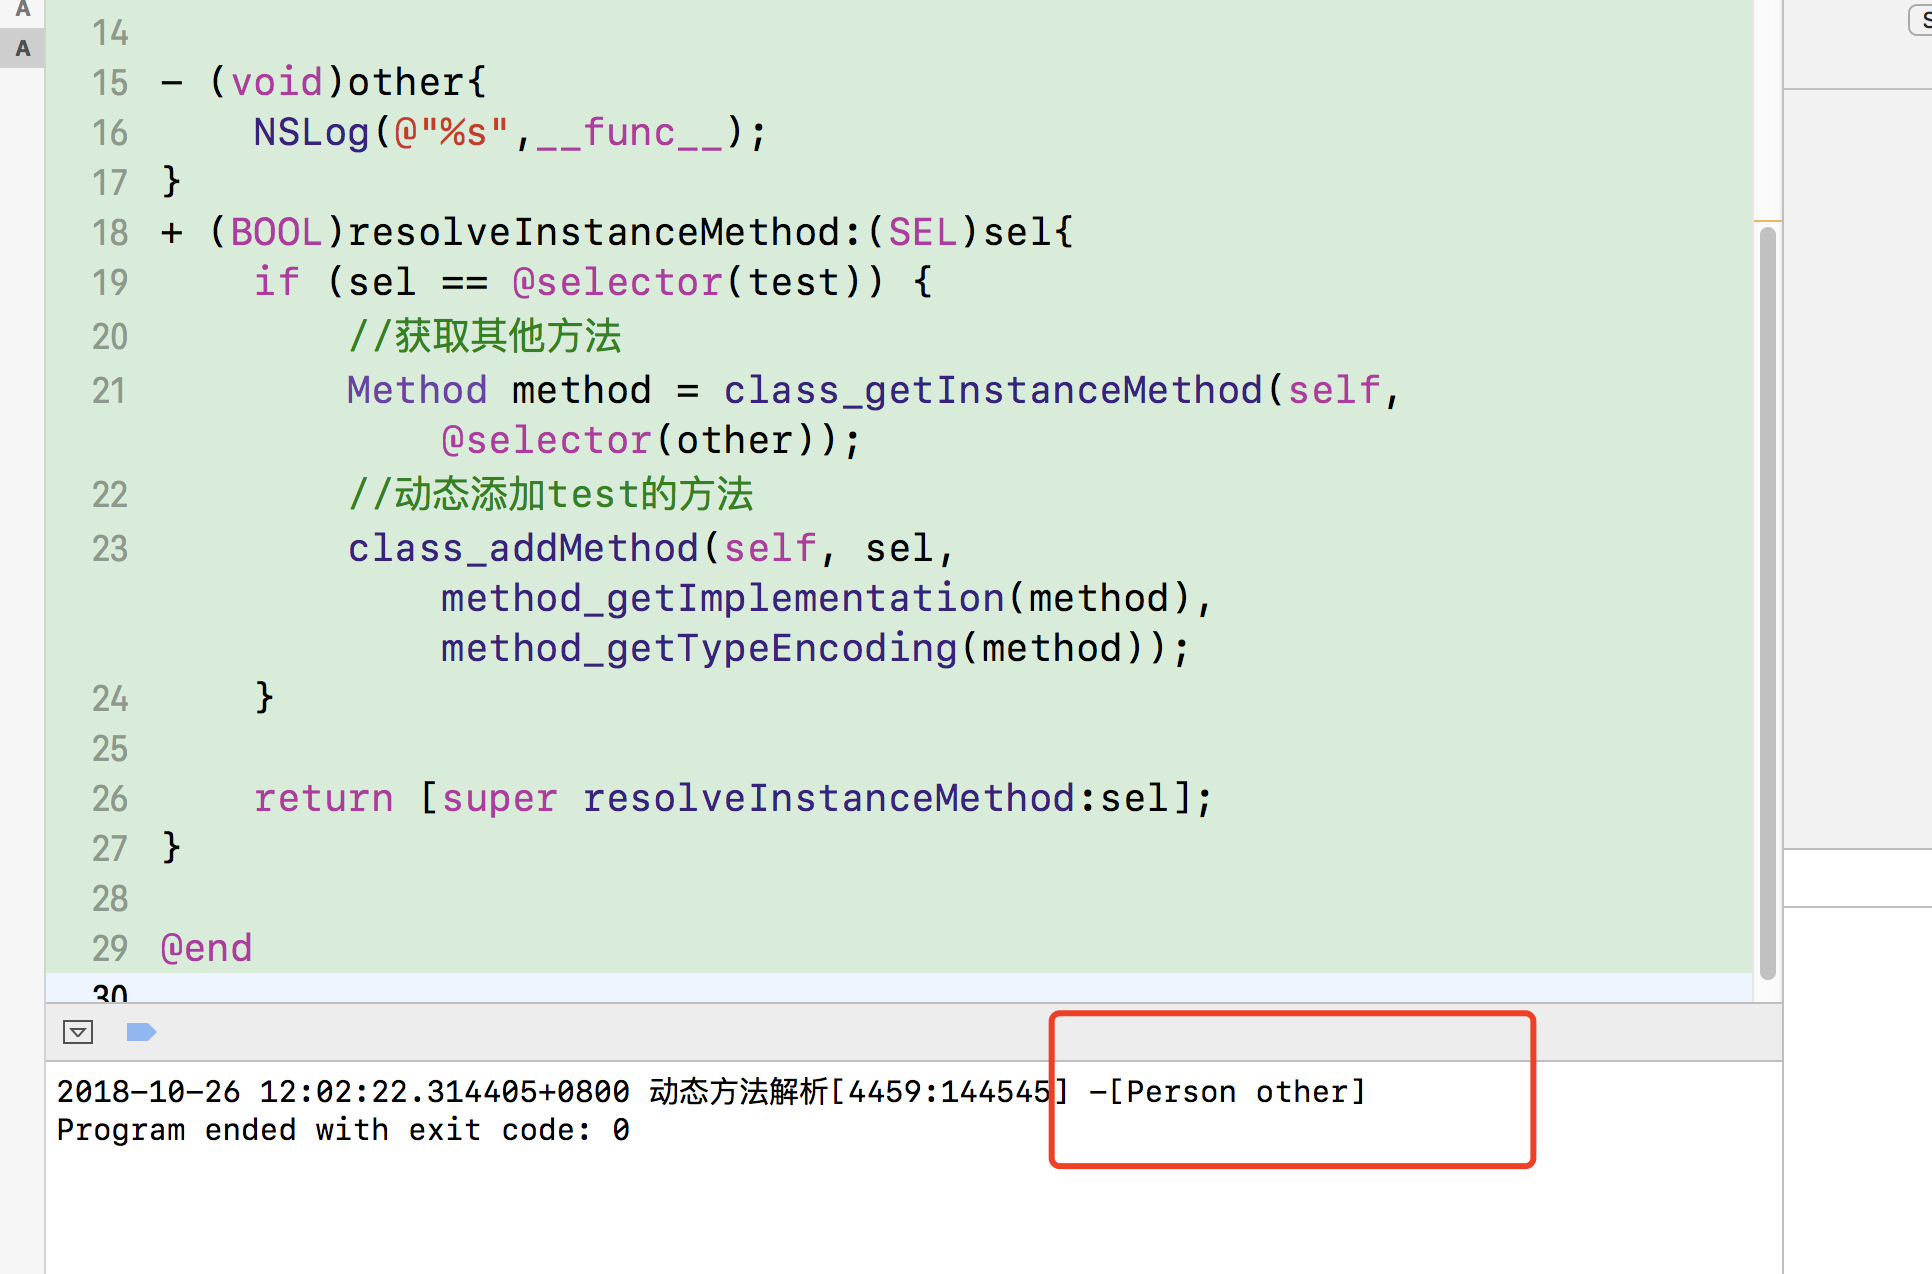 A
S
A
14
15 - (void)other{
16 NSLog(@"%s",__func__);
17 }
18 + (BOOL)resolveInstanceMethod:(SEL)sel{
19 if (sel == @selector(test)) {
20 //获取其他方法
21 Method method = class_getInstanceMethod(self,
@selector(other));
22 //动态添加test的方法
23 class_addMethod(self, sel,
method_getImplementation(method),
method_getTypeEncoding(method));
24 }
25
26 return [super resolveInstanceMethod:sel];
27 }
28
29 @end
30
2018-10-26 12:02:22.314405+0800 动态方法解析[4459:144545] -[Person other]
Program ended with exit code: 0